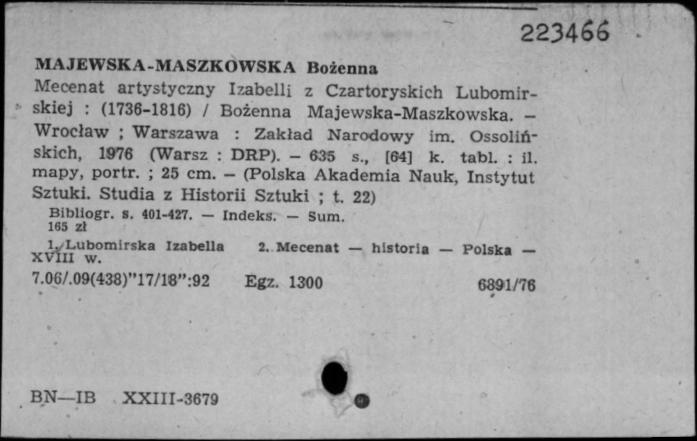 223466
MAJEWSKA-MASZKOWSKA Bożenna
Mecenat artystyczny Izabelli z Czartoryskich Lubomir-
skiej : (1736-1816) / Bożenna Majewska-Maszkowska. —
Wrocław ; Warszawa : Zakład Narodowy im. Ossoliń-
skich, 1976 (Warsz : DRP). — 635 s., [64] k. tabl. : il.
mapy, portr. ; 25 cm. — (Polska Akademia Nauk, Instytut
Sztuki. Studia z Historii Sztuki ; t. 22)
Bibliogr. s. 401-427. — Indeks. — Sum.
165 zł
1. Lubomirska Izabella 2. Mecenat — historia — Polska —
XVIII w.
7.06/.09(438)"17/18":92 Egz. 1300 6891/76
BN—IB XXIII-3679